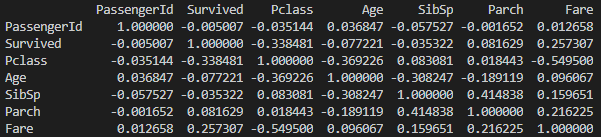 PassengerId Survived Pclass Age SibSp Parch Fare
PassengerId 1.000000 -0.005007 -0.035144 0.036847 -0.057527 -0.001652 0.012658
Survived -0.005007 1.000000 -0.338481 -0.077221 -0.035322 0.081629 0.257307
Pclass -0.035144 -0.338481 1.000000 -0.369226 0.083081 0.018443 -0.549500
Age 0.036847 -0.077221 -0.369226 1.000000 -0.308247 -0.189119 0.096067
SibSp -0.057527 -0.035322 0.083081 -0.308247 1.000000 0.414838 0.159651
Parch -0.001652 0.081629 0.018443 -0.189119 0.414838 1.000000 0.216225
Fare 0.012658 0.257307 -0.549500 0.096067 0.159651 0.216225 1.000000